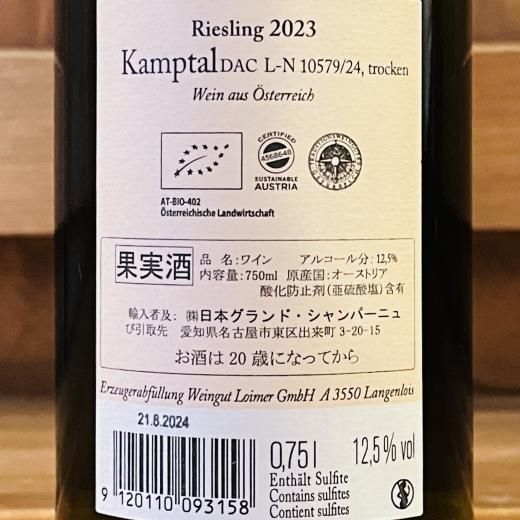 Riesling 2023
Kamptal DAC L-N 10579/24, trocken
Wein aus Österreich
CERTIFIED
4568648
SUSTAINABLE
AUSTRIA
AT-BIO-402
Österreichische Landwirtschaft
果実酒
品 名:ワイン アルコール分:12,5%
内容量:750ml 原産国:オーストリア
酸化防止剤(亜硫酸塩)含有
輸入者及: ㈱日本グランド・シャンパーニュ
び引取先 愛知県名古屋市東区出来町3-20-15
お酒は20歳になってから
Erzeugerabfüllung Weingut Loimer GmbH A 3550 Langenlois
21.8.2024
0,75l 12,5% vol
Enthält Sulfite
Contains sulfites
Contient sulfites
9 120110 093158